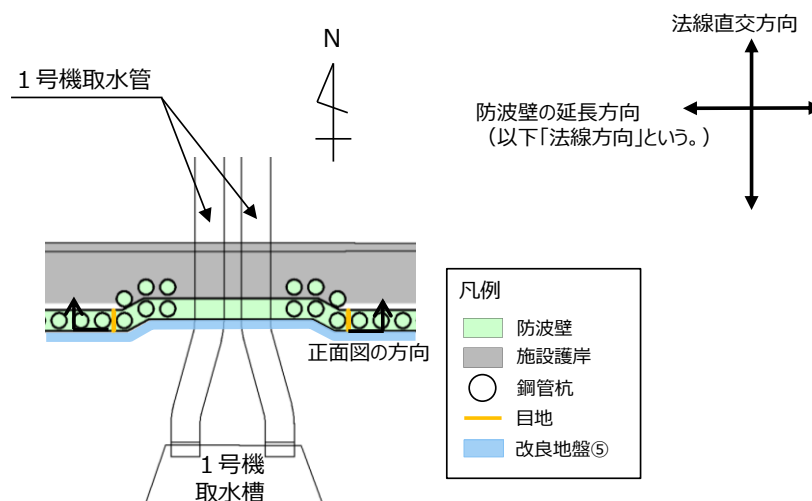 法線直交方向
N
1号機取水管
防波壁の延長方向
(以下「法線方向」という。)
正面図の方向
1号機
取水槽
凡例
防波壁
施設護岸
鋼管杭
目地
改良地盤⑤